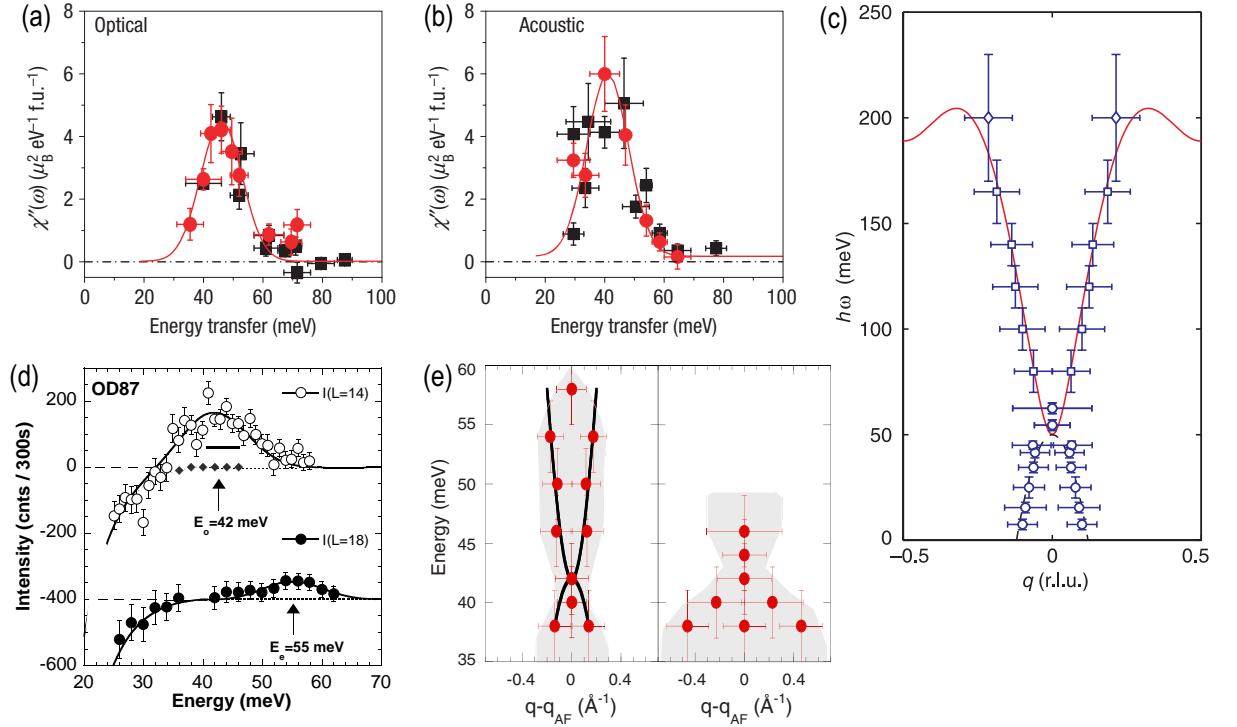 (a)
Optical
8
6
4
2
0
χ″(ω) (μ_B^2 eV^−1 f.u.^−1)
0 20 40 60 80 100
Energy transfer (meV)
(b)
Acoustic
8
6
4
2
0
χ″(ω) (μ_B^2 eV^−1 f.u.^−1)
0 20 40 60 80 100
Energy transfer (meV)
(c)
250
200
150
100
50
0
ħω (meV)
−0.5 0 0.5
q (r.l.u.)
(d)
OD87
I(L=14)
E_o=42 meV
I(L=18)
E_e=55 meV
200
0
-200
-400
-600
Intensity (cnts / 300s)
20 30 40 50 60 70
Energy (meV)
(e)
60
55
50
45
40
35
Energy (meV)
-0.4 0 0.4
q-q_AF (Å^-1)
-0.4 0 0.4
q-q_AF (Å^-1)